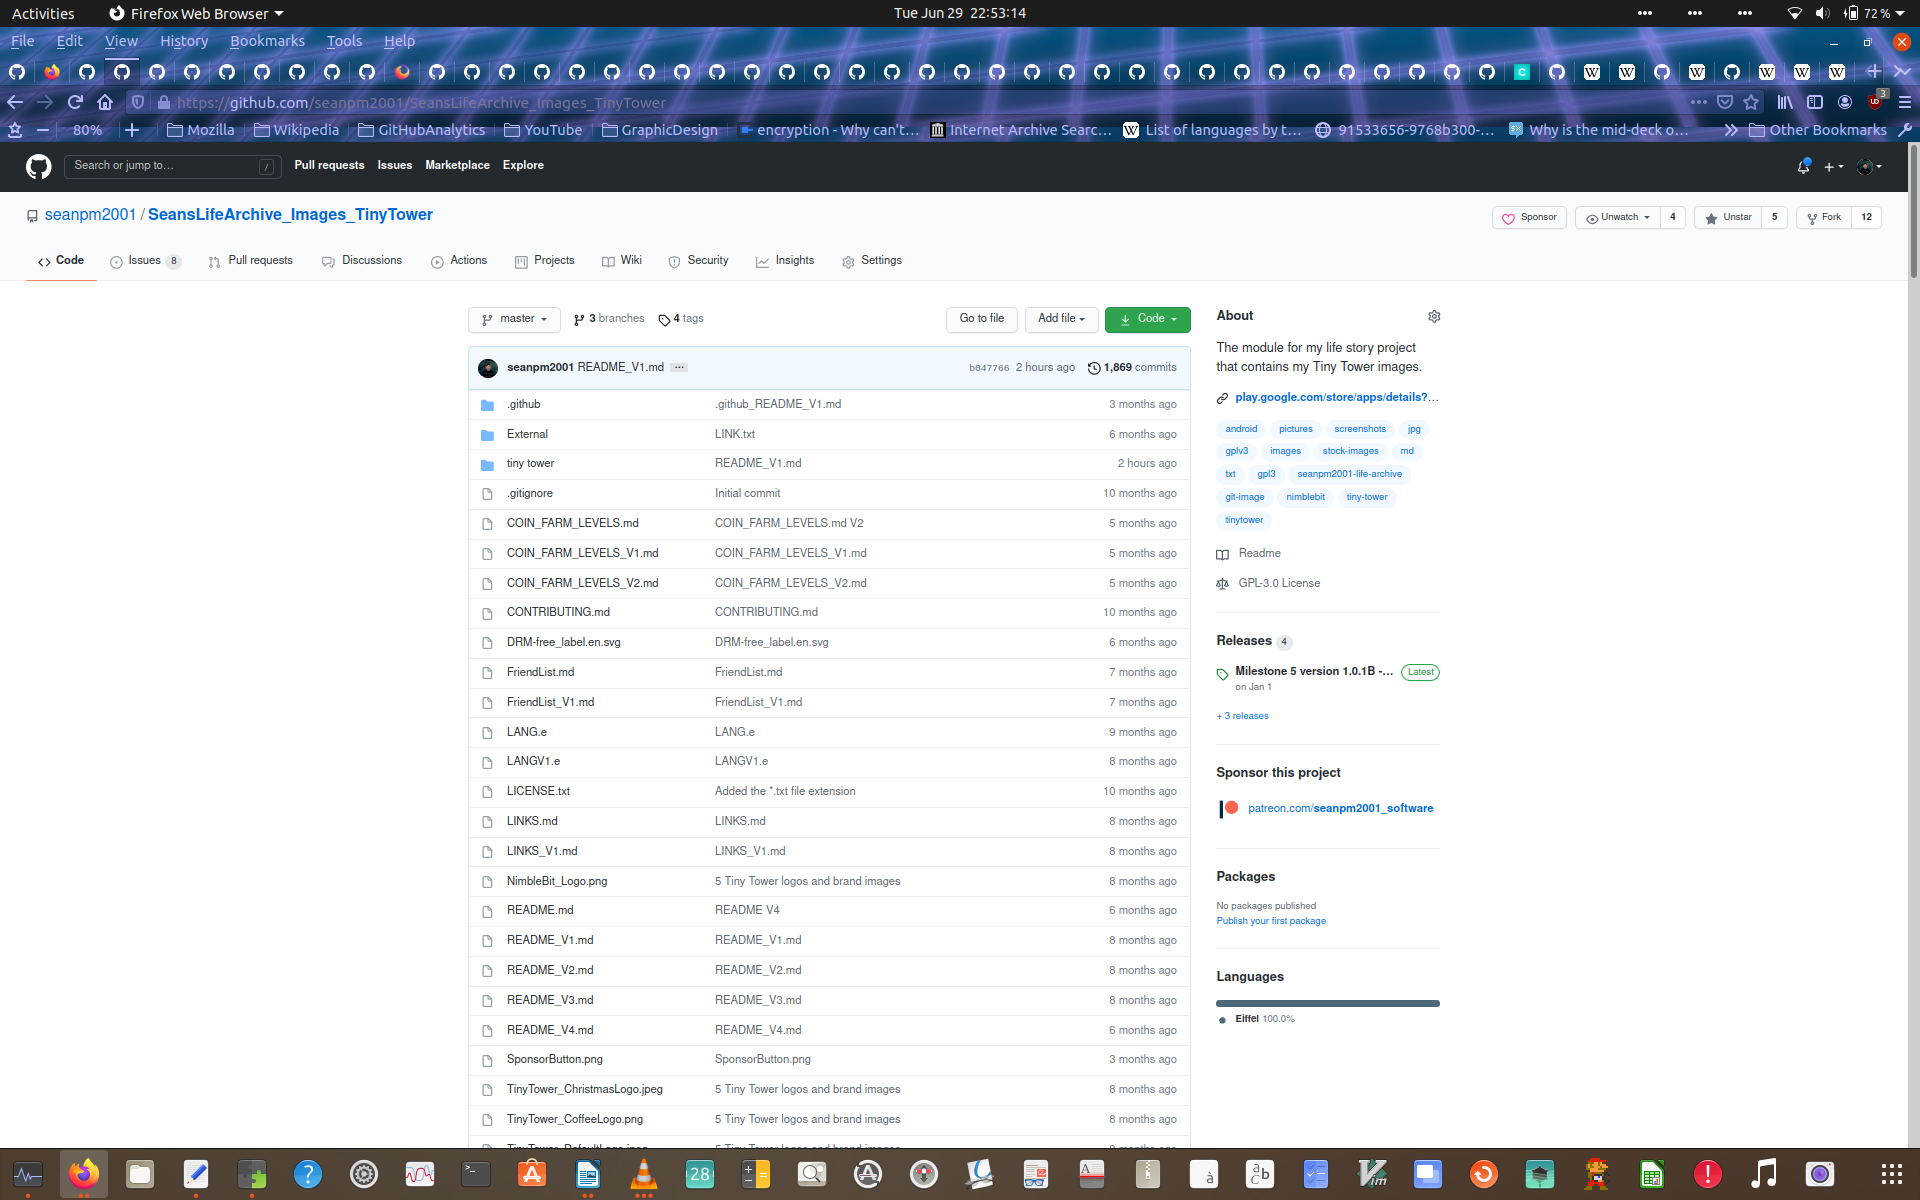 Activities Firefox Web Browser Tue Jun 29 22:53:14 72 %
File Edit View History Bookmarks Tools Help
https://github.com/seanpm2001/SeansLifeArchive_Images_TinyTower 3
80% Mozilla Wikipedia GitHubAnalytics YouTube GraphicDesign encryption - Why can't… Internet Archive Searc… List of languages by t… 91533656-9768b300-… Why is the mid-deck o… Other Bookmarks
Search or jump to… / Pull requests Issues Marketplace Explore
seanpm2001 / SeansLifeArchive_Images_TinyTower Sponsor Unwatch 4 Unstar 5 Fork 12
Code Issues 8 Pull requests Discussions Actions Projects Wiki Security Insights Settings
master 3 branches 4 tags Go to file Add file Code
seanpm2001 README_V1.md ... b047766 2 hours ago 1,869 commits
.github .github_README_V1.md 3 months ago
External LINK.txt 6 months ago
tiny tower README_V1.md 2 hours ago
.gitignore Initial commit 10 months ago
COIN_FARM_LEVELS.md COIN_FARM_LEVELS.md V2 5 months ago
COIN_FARM_LEVELS_V1.md COIN_FARM_LEVELS_V1.md 5 months ago
COIN_FARM_LEVELS_V2.md COIN_FARM_LEVELS_V2.md 5 months ago
CONTRIBUTING.md CONTRIBUTING.md 10 months ago
DRM-free_label.en.svg DRM-free_label.en.svg 6 months ago
FriendList.md FriendList.md 7 months ago
FriendList_V1.md FriendList_V1.md 7 months ago
LANG.e LANG.e 9 months ago
LANGV1.e LANGV1.e 8 months ago
LICENSE.txt Added the *.txt file extension 10 months ago
LINKS.md LINKS.md 8 months ago
LINKS_V1.md LINKS_V1.md 8 months ago
NimbleBit_Logo.png 5 Tiny Tower logos and brand images 8 months ago
README.md README V4 6 months ago
README_V1.md README_V1.md 8 months ago
README_V2.md README_V2.md 8 months ago
README_V3.md README_V3.md 8 months ago
README_V4.md README_V4.md 6 months ago
SponsorButton.png SponsorButton.png 3 months ago
TinyTower_ChristmasLogo.jpeg 5 Tiny Tower logos and brand images 8 months ago
TinyTower_CoffeeLogo.png 5 Tiny Tower logos and brand images 8 months ago
About
The module for my life story project
that contains my Tiny Tower images.
play.google.com/store/apps/details?…
android pictures screenshots jpg
gplv3 images stock-images md
txt gpl3 seanpm2001-life-archive
git-image nimblebit tiny-tower
tinytower
Readme
GPL-3.0 License
Releases 4
Milestone 5 version 1.0.1B -… Latest
on Jan 1
+ 3 releases
Sponsor this project
patreon.com/seanpm2001_software
Packages
No packages published
Publish your first package
Languages
Eiffel 100.0%
28